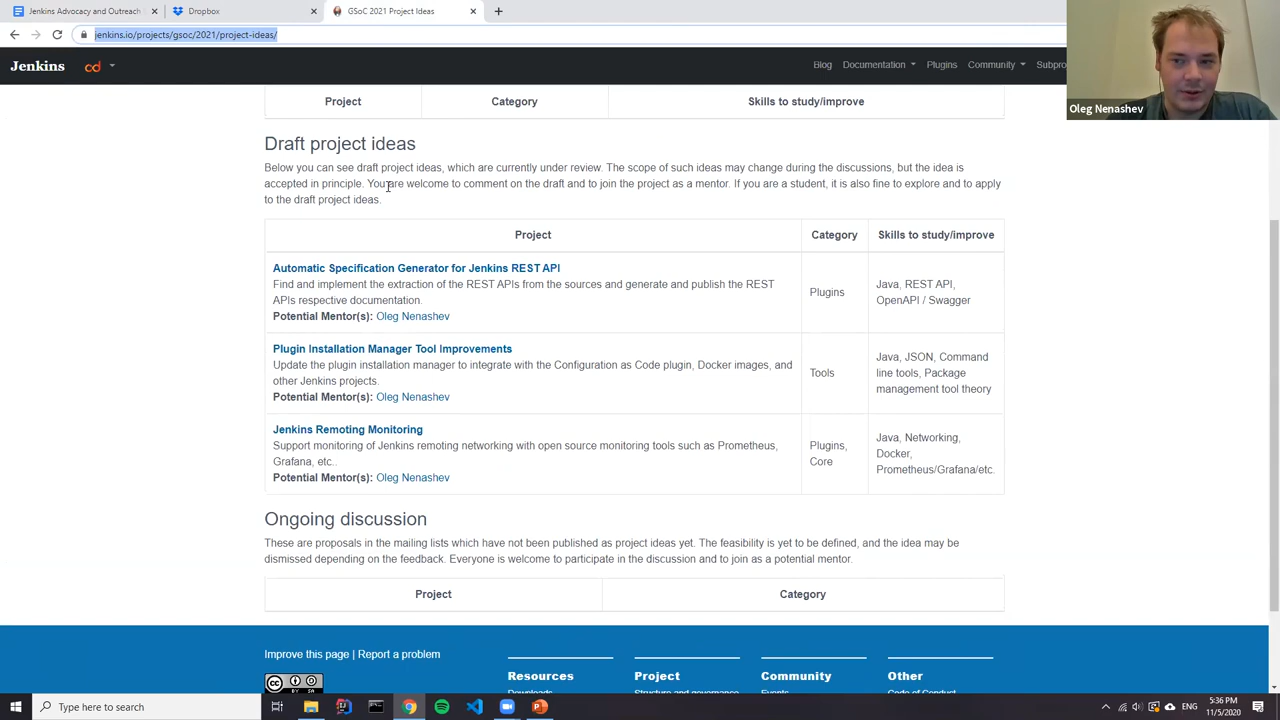 Jenkins Advocacy and Outreach
Dropbox
GSoC 2021 Project Ideas
jenkins.io/projects/gsoc/2021/project-ideas/
Jenkins
Blog
Documentation
Plugins
Community
Subpro
Oleg Nenashev
Project
Category
Skills to study/improve
Draft project ideas
Below you can see draft project ideas, which are currently under review. The scope of such ideas may change during the discussions, but the idea is
accepted in principle. You are welcome to comment on the draft and to join the project as a mentor. If you are a student, it is also fine to explore and to apply
to the draft project ideas.
Project
Category
Skills to study/improve
Automatic Specification Generator for Jenkins REST API
Find and implement the extraction of the REST APIs from the sources and generate and publish the REST
APIs respective documentation.
Potential Mentor(s): Oleg Nenashev
Plugins
Java, REST API,
OpenAPI / Swagger
Plugin Installation Manager Tool Improvements
Update the plugin installation manager to integrate with the Configuration as Code plugin, Docker images, and
other Jenkins projects.
Potential Mentor(s): Oleg Nenashev
Tools
Java, JSON, Command
line tools, Package
management tool theory
Jenkins Remoting Monitoring
Support monitoring of Jenkins remoting networking with open source monitoring tools such as Prometheus,
Grafana, etc..
Potential Mentor(s): Oleg Nenashev
Plugins,
Core
Java, Networking,
Docker,
Prometheus/Grafana/etc.
Ongoing discussion
These are proposals in the mailing lists which have not been published as project ideas yet. The feasibility is yet to be defined, and the idea may be
dismissed depending on the feedback. Everyone is welcome to participate in the discussion and to join as a potential mentor.
Project
Category
Improve this page | Report a problem
Resources
Project
Community
Other
Downloads
Structure and governance
Events
Code of Conduct
Type here to search
ENG
5:36 PM
11/5/2020